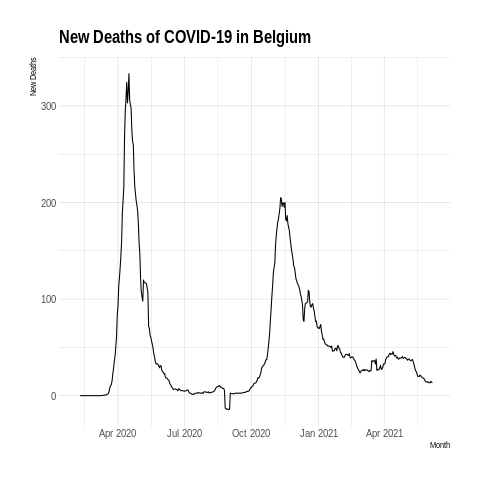 New Deaths of COVID-19 in Belgium
New Deaths
300
200
100
0
Apr 2020 Jul 2020 Oct 2020 Jan 2021 Apr 2021
Month